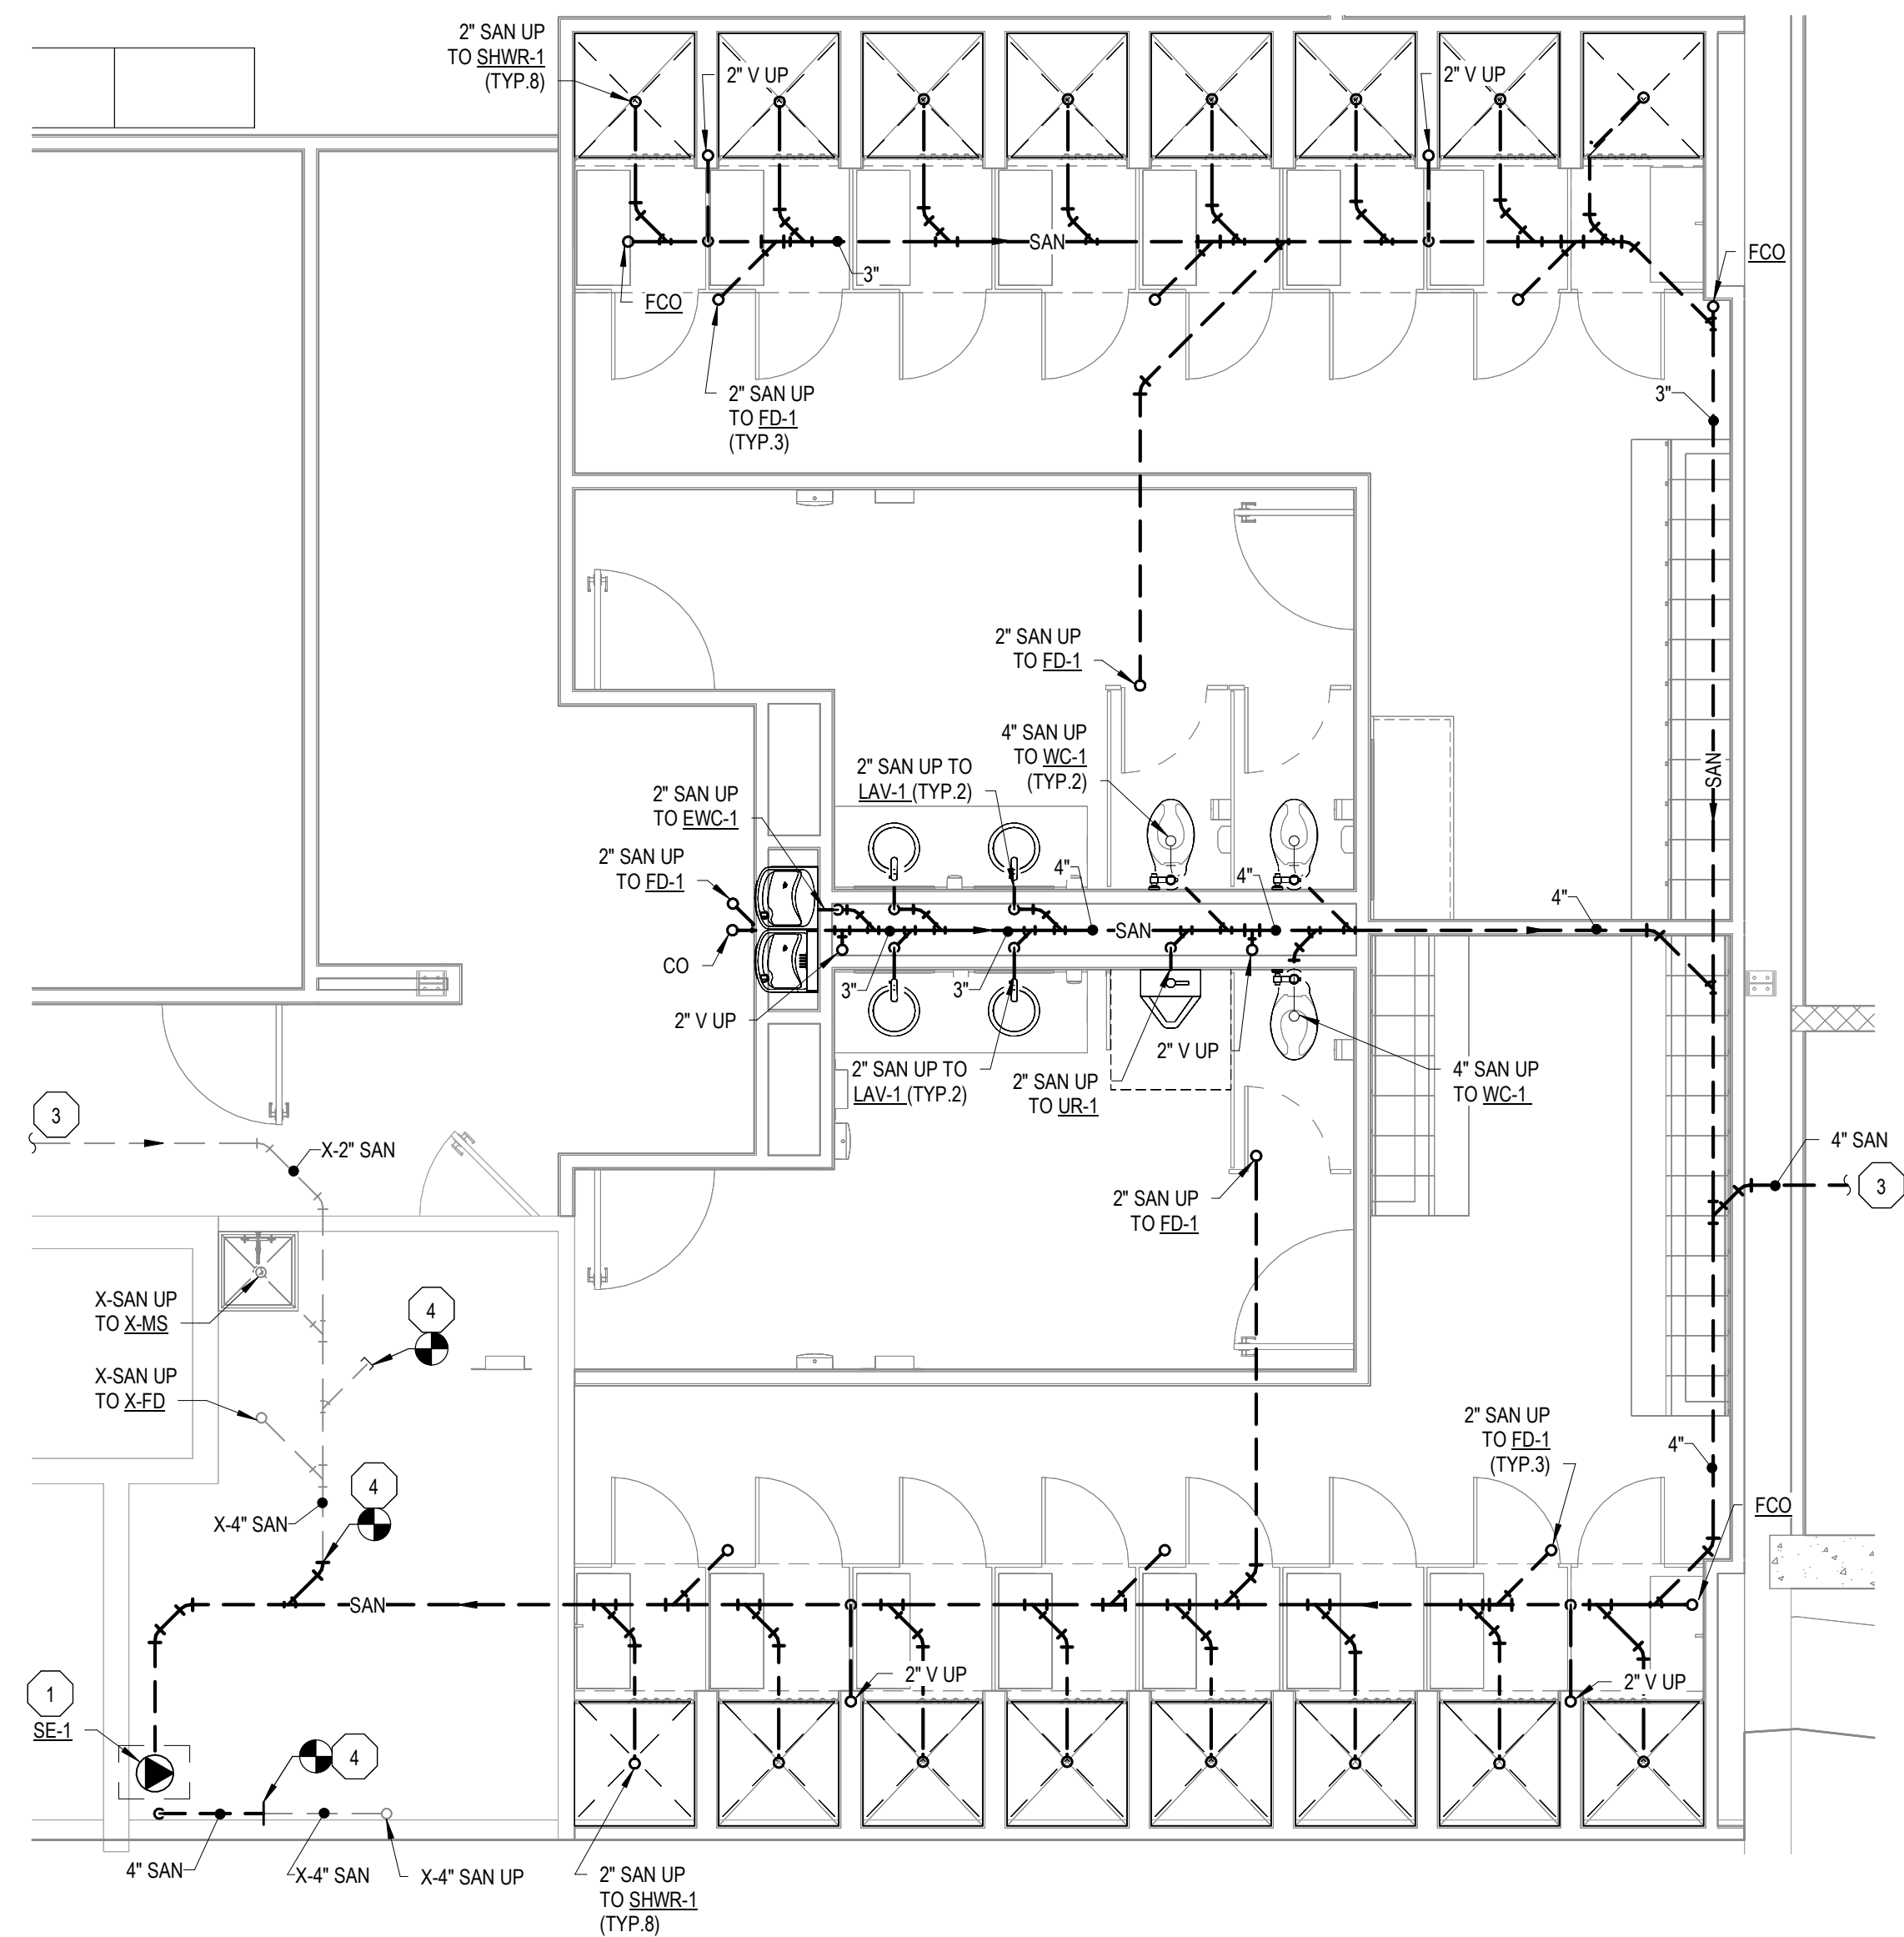 2" SAN UP
TO SHWR-1
(TYP.8)
2" V UP
2" V UP
SAN
3"
FCO
FCO
2" SAN UP
TO FD-1
(TYP.3)
3"
SAN
2" SAN UP
TO FD-1
4" SAN UP
TO WC-1
(TYP.2)
2" SAN UP TO
LAV-1 (TYP.2)
2" SAN UP
TO EWC-1
2" SAN UP
TO FD-1
4"
4"
4"
SAN
CO
3"
3"
2" V UP
2" V UP
2" SAN UP TO
LAV-1 (TYP.2)
2" SAN UP
TO UR-1
4" SAN UP
TO WC-1
3
X-2" SAN
4" SAN
3
2" SAN UP
TO FD-1
X-SAN UP
TO X-MS
4
X-SAN UP
TO X-FD
2" SAN UP
TO FD-1
(TYP.3)
4"
4
X-4" SAN
FCO
SAN
2" V UP
2" V UP
1
SE-1
4
4" SAN
X-4" SAN
X-4" SAN UP
2" SAN UP
TO SHWR-1
(TYP.8)